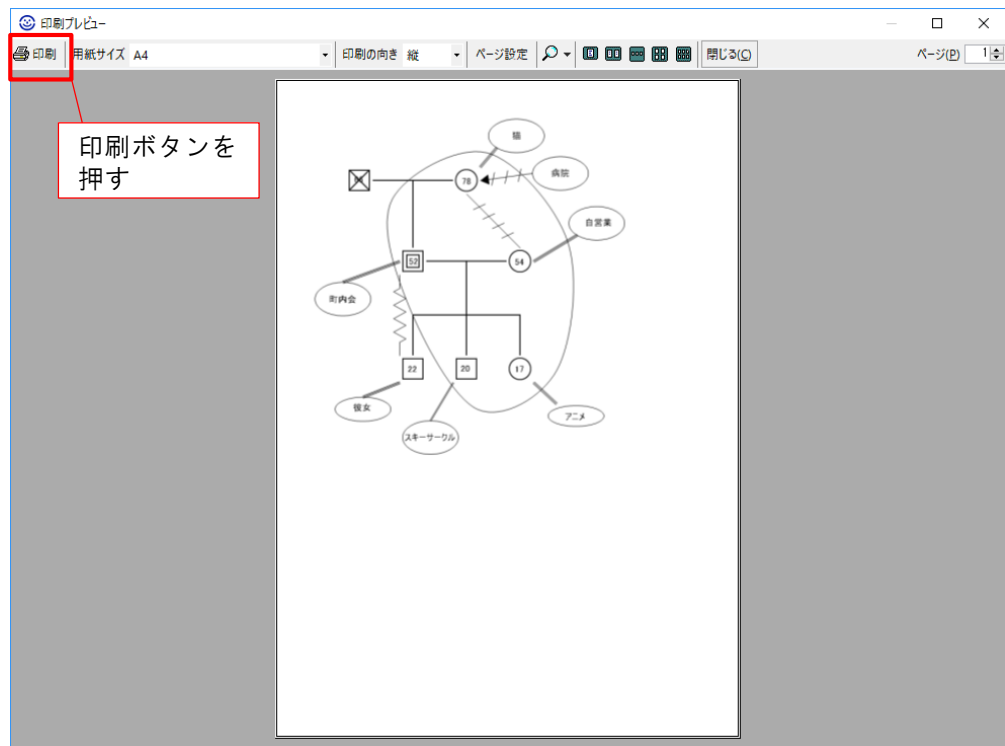 印刷プレビュー
印刷 用紙サイズ A4 印刷の向き 縦 ページ設定 閉じる(C) ページ(P) 1
印刷ボタンを
押す
猫
病院
78
自営業
52
54
町内会
22
20
17
彼女
アニメ
スキーサークル